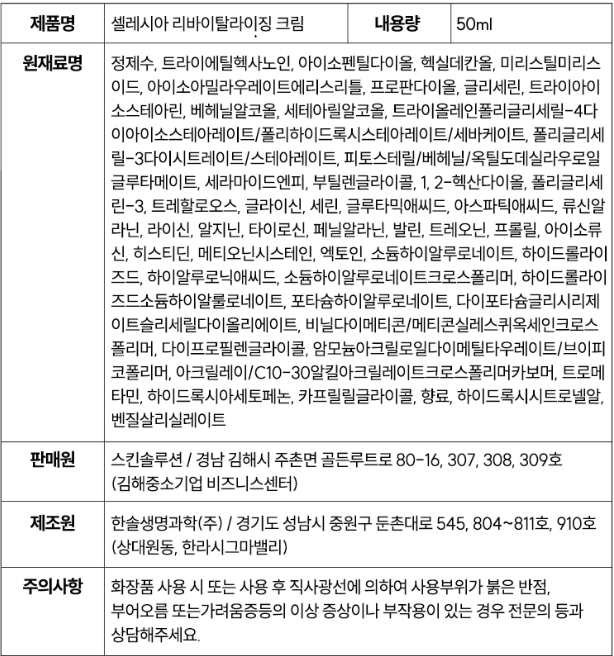 제품명 셀레시아 리바이탈라이징 크림 내용량 50ml
원재료명 정제수, 트라이에틸헥사노인, 아이소펜틸다이올, 헥실데칸올, 미리스틸미리스
이드, 아이소아밀라우레이트에리스리틀, 프로판다이올, 글리세린, 트라이아이
소스테아린, 베헤닐알코올, 세테아릴알코올, 트라이올레인폴리글리세릴-4다
이아이소스테아레이트/폴리하이드록시스테아레이트/세바케이트, 폴리글리세
릴-3다이시트레이트/스테아레이트, 피토스테릴/베헤닐/옥틸도데실라우로일
글루타메이트, 세라마이드엔피, 부틸렌글라이콜, 1, 2-헥산다이올, 폴리글리세
린-3, 트레할로오스, 글라이신, 세린, 글루타믹애씨드, 아스파틱애씨드, 류신알
라닌, 라이신, 알지닌, 타이로신, 페닐알라닌, 발린, 트레오닌, 프롤릴, 아이소류
신, 히스티딘, 메티오닌시스테인, 엑토인, 소듐하이알루로네이트, 하이드롤라이
즈드, 하이알루로닉애씨드, 소듐하이알루로네이트크로스폴리머, 하이드롤라이
즈드소듐하이알룰로네이트, 포타슘하이알루로네이트, 다이포타슘글리시리제
이트슬리세릴다이올리에이트, 비닐다이메티콘/메티콘실레스퀴옥세인크로스
폴리머, 다이프로필렌글라이콜, 암모늄아크릴로일다이메틸타우레이트/브이피
코폴리머, 아크릴레이/C10-30알킬아크릴레이트크로스폴리머카보머, 트로메
타민, 하이드록시아세토페논, 카프릴릴글라이콜, 향료, 하이드록시시트로넬알,
벤질살리실레이트
판매원 스킨솔루션 / 경남 김해시 주촌면 골든루트로 80-16, 307, 308, 309호
(김해중소기업 비즈니스센터)
제조원 한솔생명과학(주) / 경기도 성남시 중원구 둔촌대로 545, 804~811호, 910호
(상대원동, 한라시그마밸리)
주의사항 화장품 사용 시 또는 사용 후 직사광선에 의하여 사용부위가 붉은 반점,
부어오름 또는가려움증등의 이상 증상이나 부작용이 있는 경우 전문의 등과
상담해주세요.